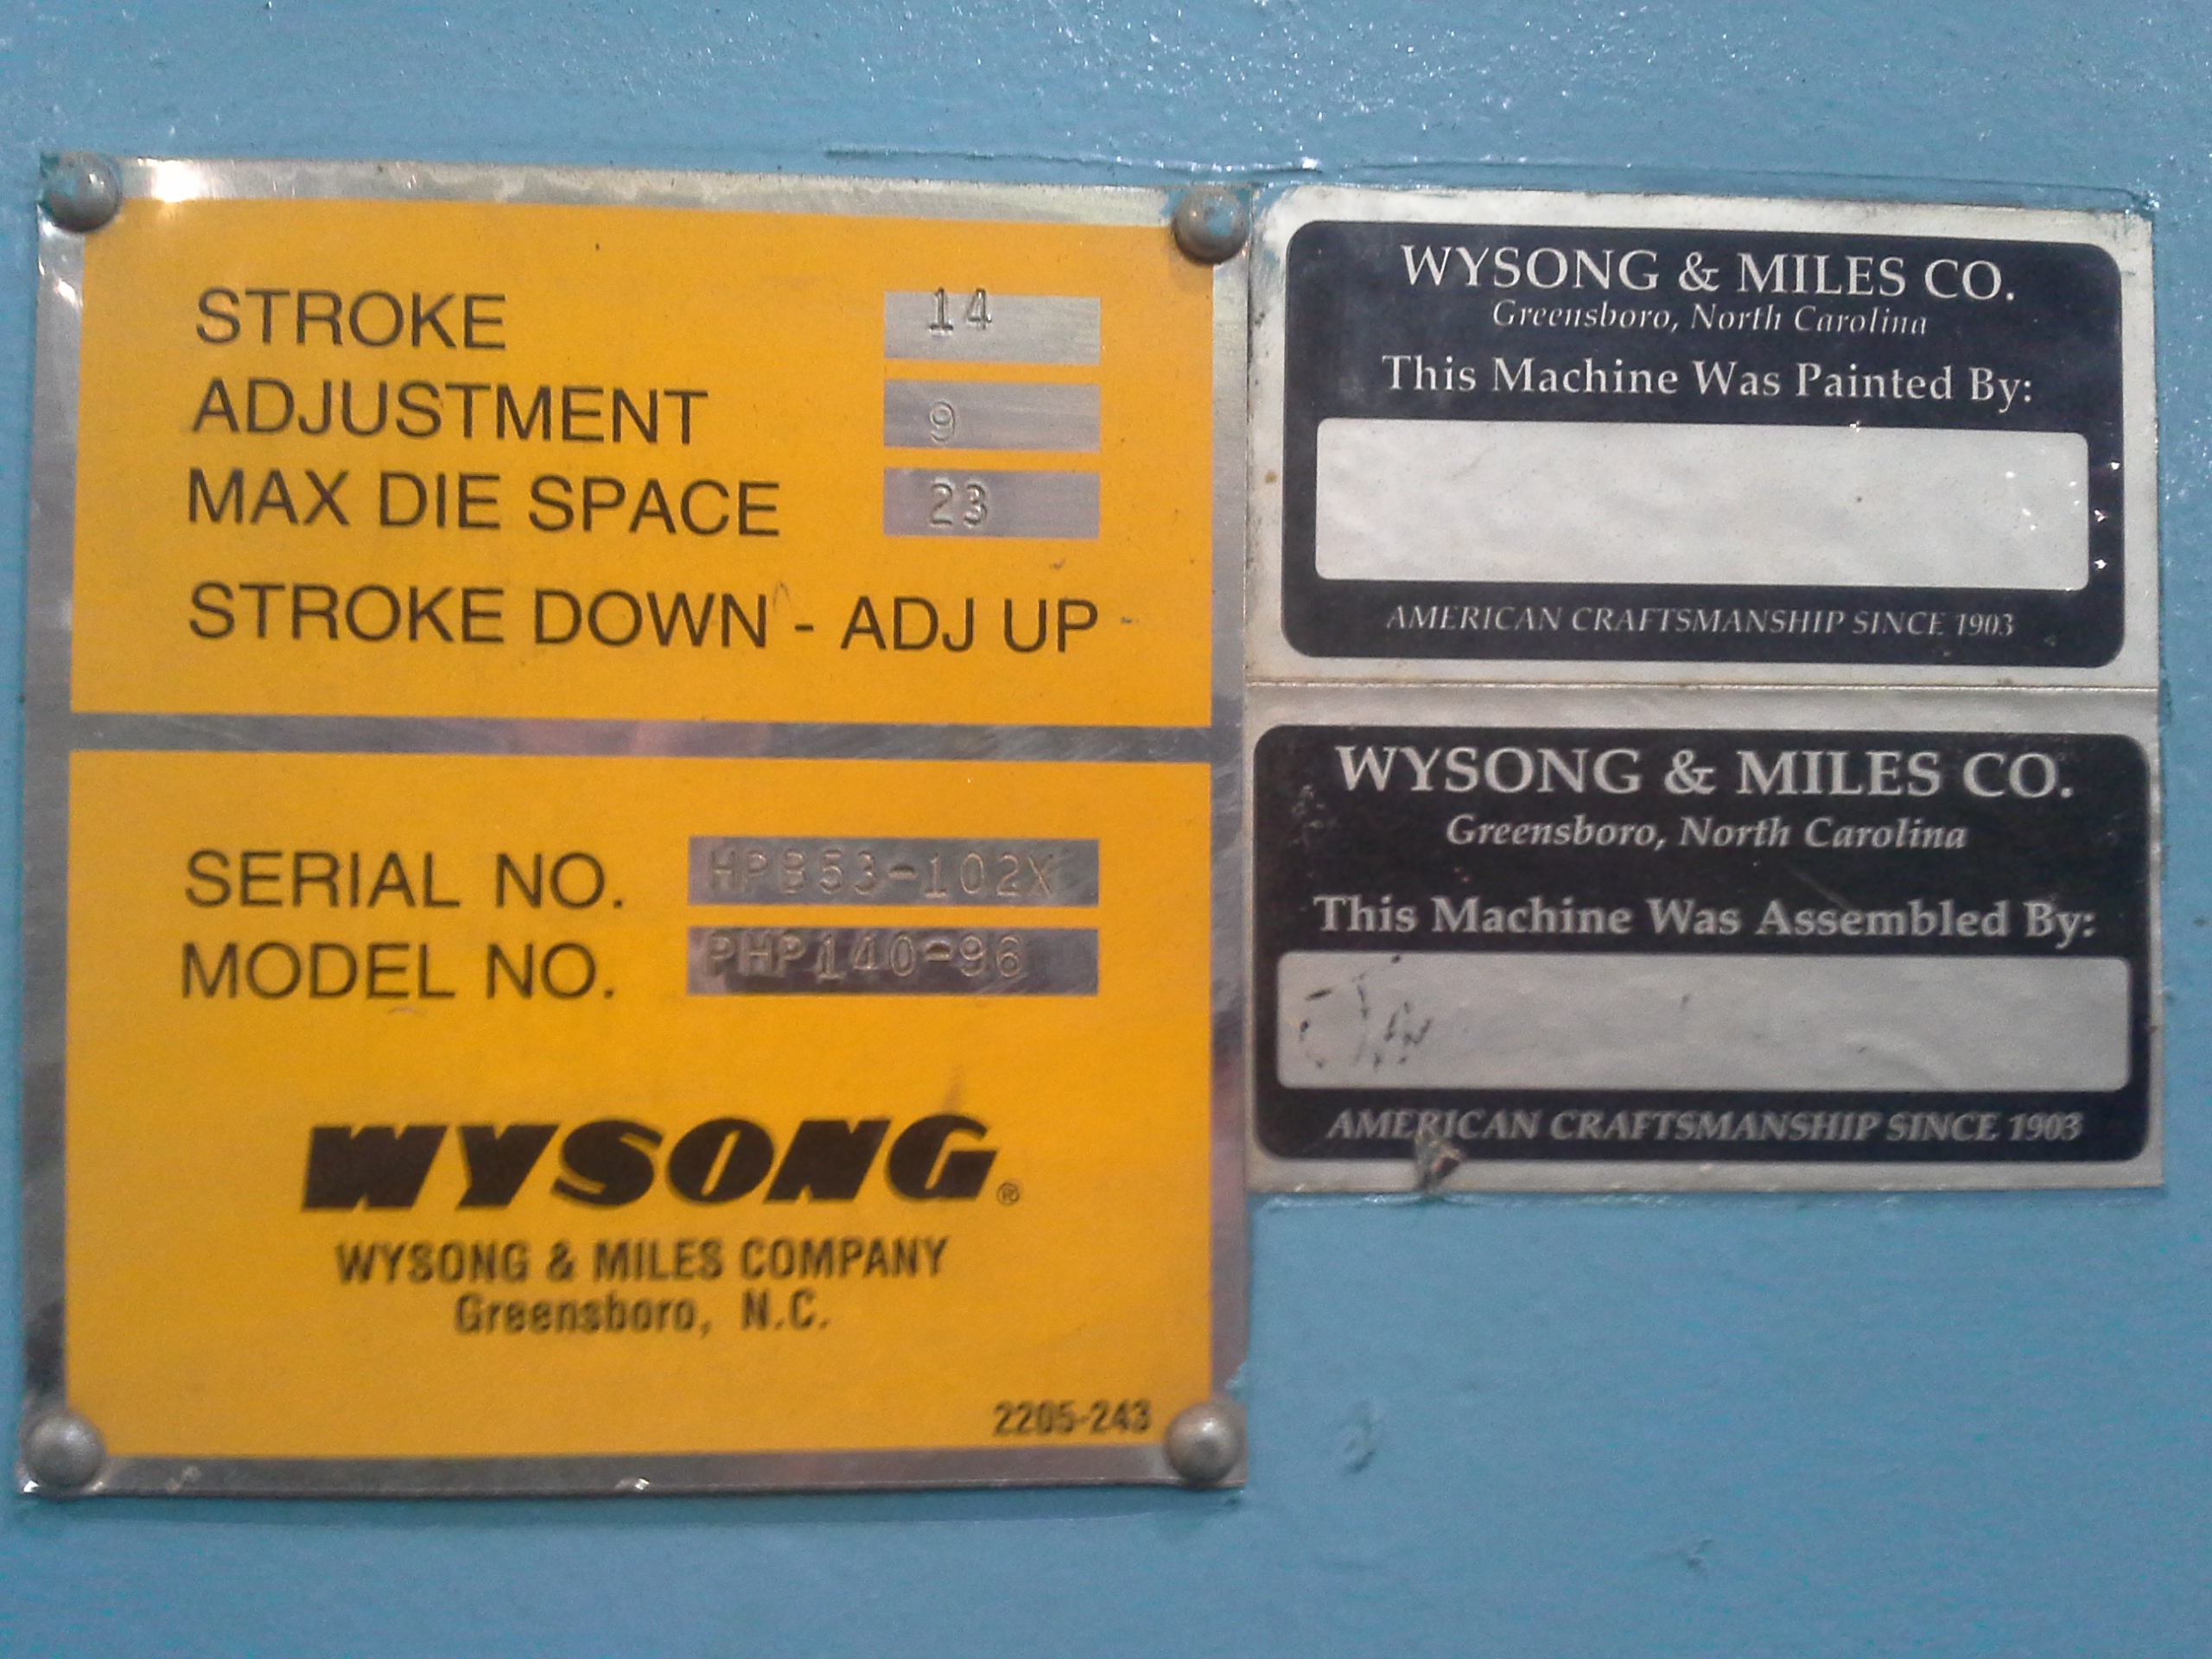 STROKE 14
ADJUSTMENT 9
MAX DIE SPACE 23
STROKE DOWN - ADJ UP
SERIAL NO. HPB53-102X
MODEL NO. PHP140-96
WYSONG®
WYSONG & MILES COMPANY
Greensboro, N.C.
2205-243
WYSONG & MILES CO.
Greensboro, North Carolina
This Machine Was Painted By:
AMERICAN CRAFTSMANSHIP SINCE 1903
WYSONG & MILES CO.
Greensboro, North Carolina
This Machine Was Assembled By:
AMERICAN CRAFTSMANSHIP SINCE 1903